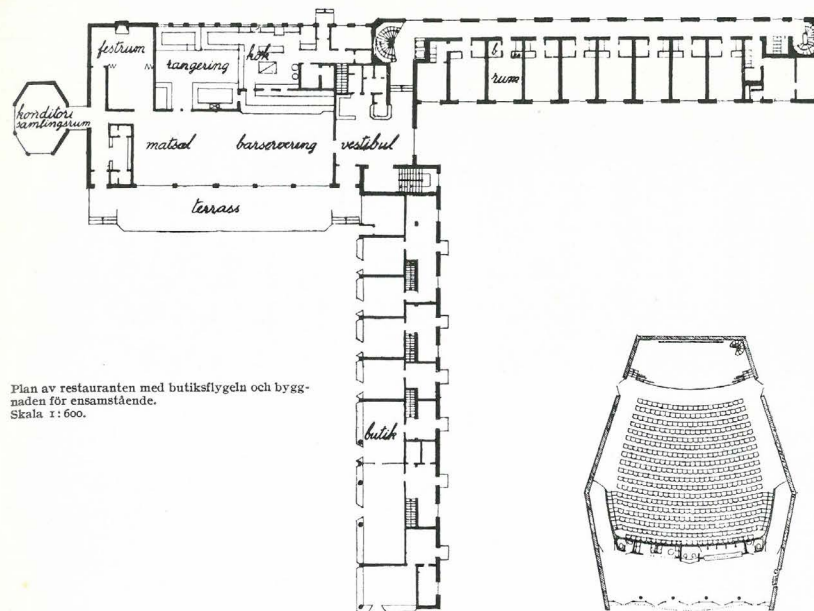 festrum
rangering
kök
b.
rum
konditori
samlingsrum
matsal
barservering
vestibul
terrass
Plan av restauranten med butiksflygeln och bygg-
naden för ensamstående.
Skala 1:600.
butik